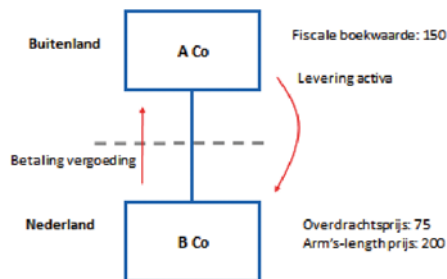 Buitenland
A Co
Fiscale boekwaarde: 150
Levering activa
Betaling vergoeding
Nederland
B Co
Overdrachtsprijs: 75
Arm's-length prijs: 200